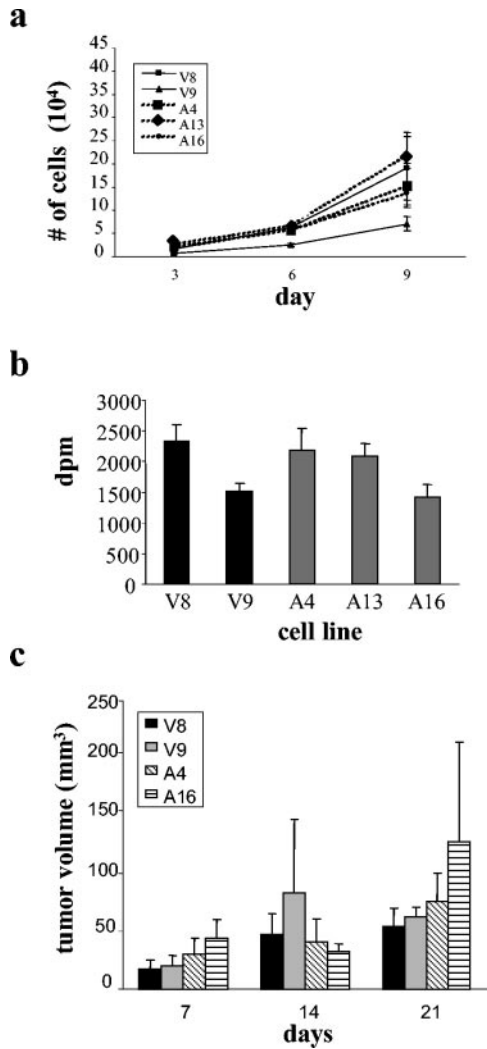 a
# of cells (10⁴)
45
40
35
30
25
20
15
10
5
0
V8
V9
A4
A13
A16
3 6 9
day
b
dpm
3000
2500
2000
1500
1000
500
0
V8 V9 A4 A13 A16
cell line
c
tumor volume (mm³)
250
200
150
100
50
0
V8
V9
A4
A16
7 14 21
days